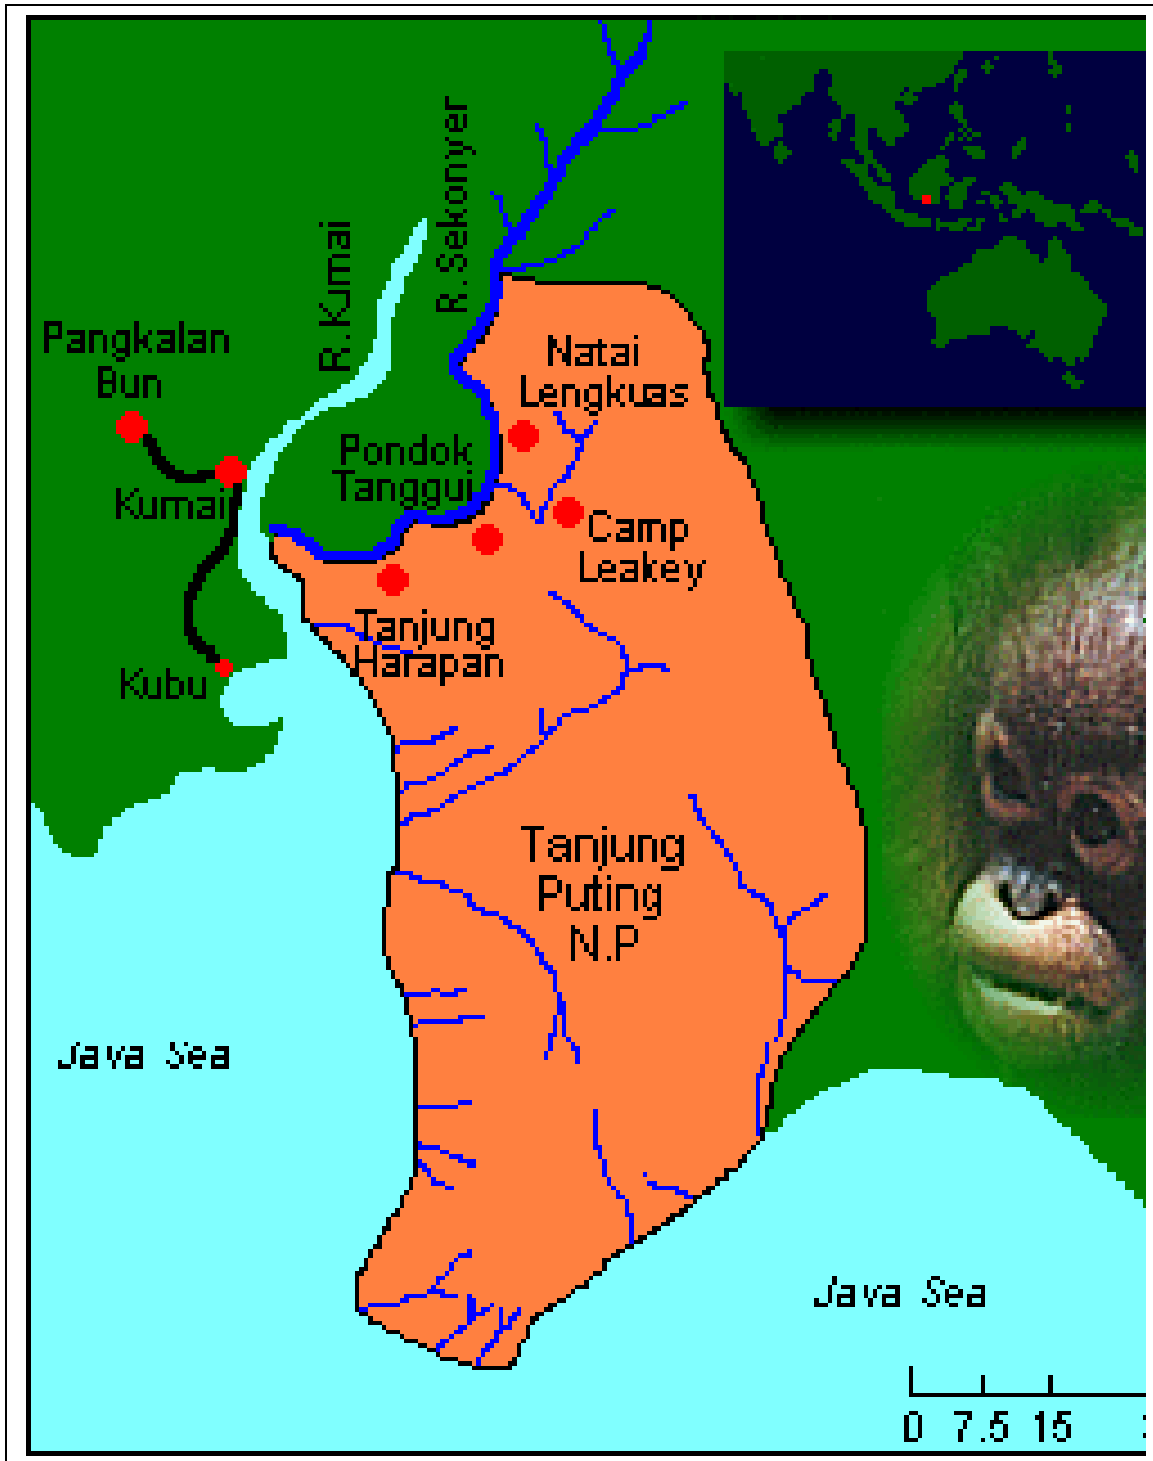 R. Sekonyer
R. Kumai
Pangkalan
Bun
Natai
Lengkuas
Pondok
Tanggui
Kumai
Camp
Leakey
Tanjung
Harapan
Kubu
Tanjung
Puting
N.P
Java Sea
Java Sea
0 7.5 15